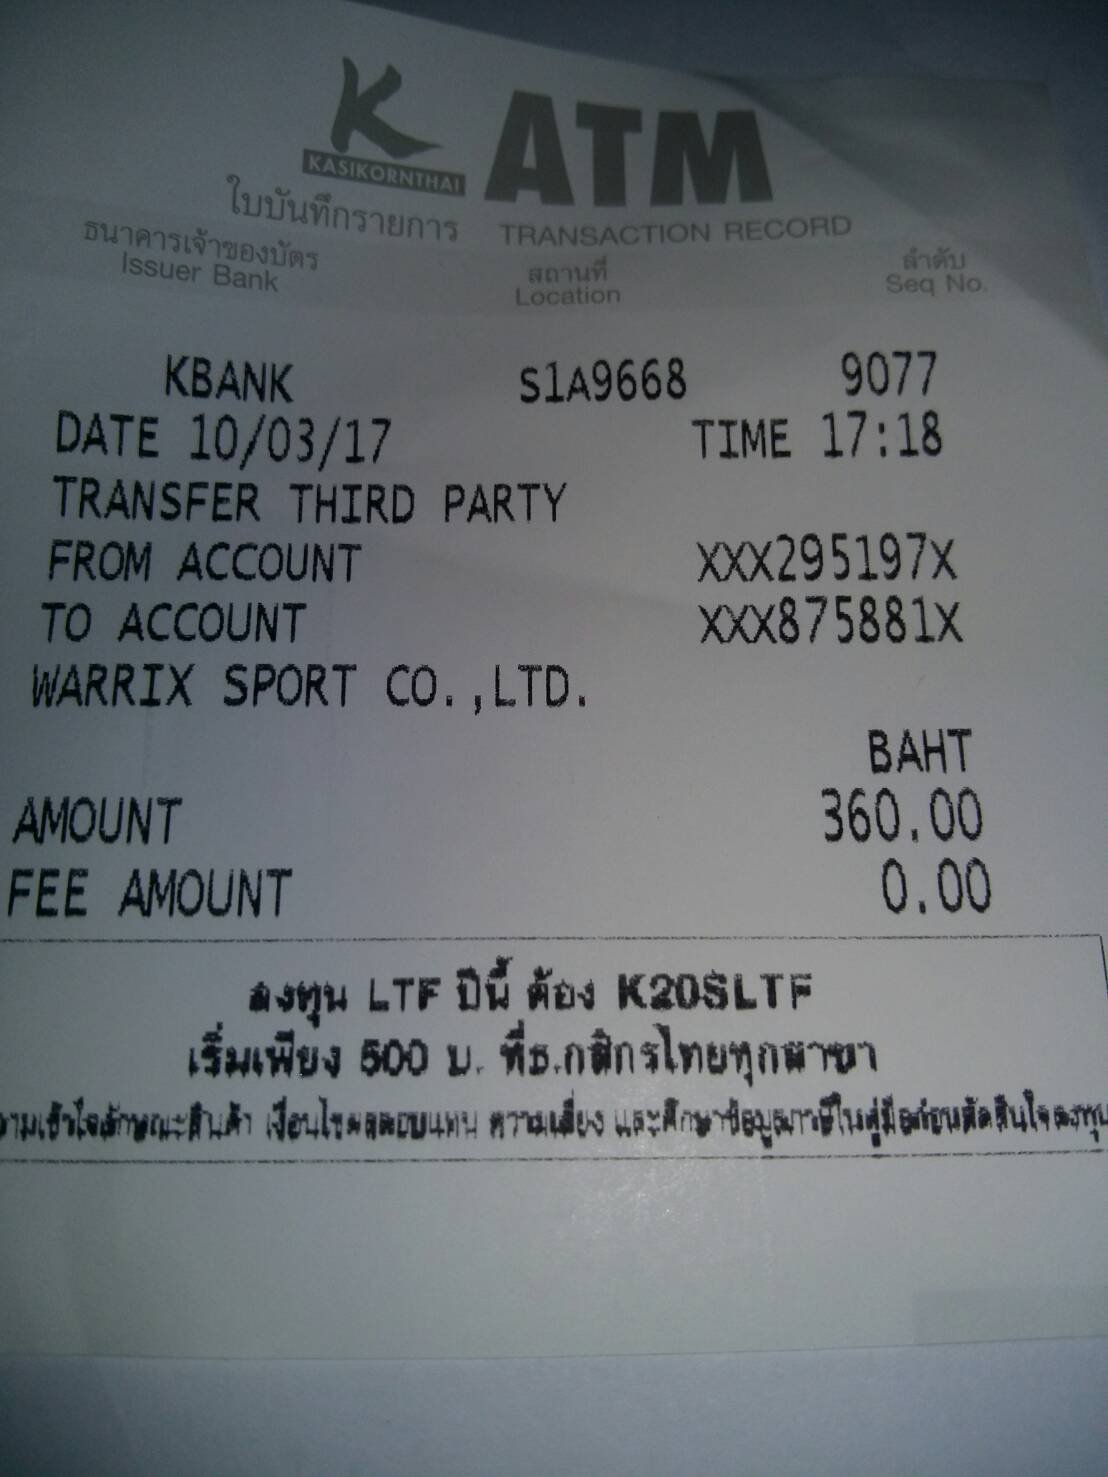 K
KASIKORNTHAI
ATM
ใบบันทึกรายการ TRANSACTION RECORD
ธนาคารเจ้าของบัตร สถานที่ ลำดับ
Issuer Bank Location Seq No.
KBANK S1A9668 9077
DATE 10/03/17 TIME 17:18
TRANSFER THIRD PARTY
FROM ACCOUNT XXX295197X
TO ACCOUNT XXX875881X
WARRIX SPORT CO.,LTD.
BAHT
AMOUNT 360.00
FEE AMOUNT 0.00
ลงทุน LTF ปีนี้ ต้อง K20SLTF
เริ่มเพียง 500 บ. ที่ธ.กสิกรไทยทุกสาขา
วามเข้าใจลักษณะสินค้า เงื่อนไขผลตอบแทน ความเสี่ยง และศึกษาข้อมูลภาษีในคู่มือก่อนตัดสินใจลงทุน